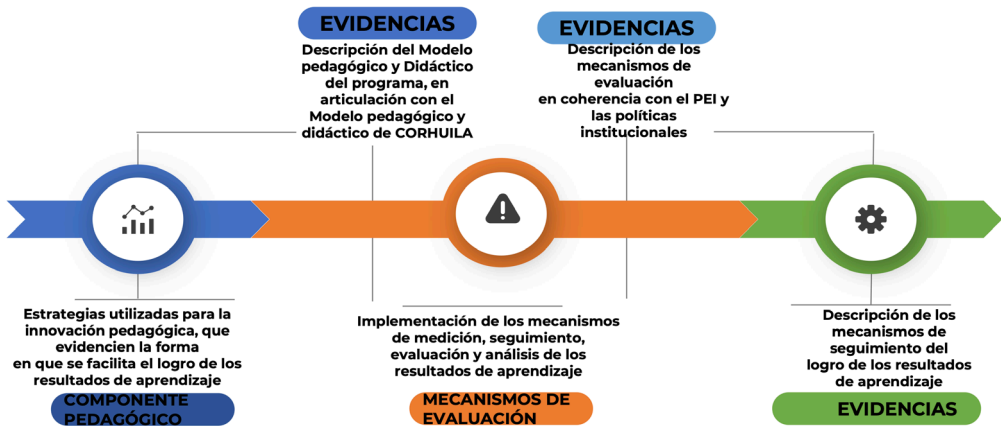 EVIDENCIAS
Descripción del Modelo
pedagógico y Didáctico
del programa, en
articulación con el
Modelo pedagógico y
didáctico de CORHUILA
EVIDENCIAS
Descripción de los
mecanismos de
evaluación
en coherencia con el PEI y
las políticas
institucionales
Estrategias utilizadas para la
innovación pedagógica, que
evidencien la forma
en que se facilita el logro de los
resultados de aprendizaje
COMPONENTE
PEDAGÓGICO
Implementación de los mecanismos
de medición, seguimiento,
evaluación y análisis de los
resultados de aprendizaje
MECANISMOS DE
EVALUACIÓN
Descripción de los
mecanismos de
seguimiento del
logro de los resultados
de aprendizaje
EVIDENCIAS